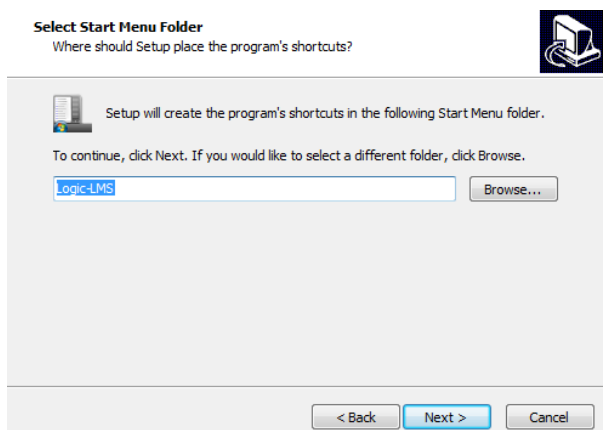 Select Start Menu Folder
Where should Setup place the program's shortcuts?
Setup will create the program's shortcuts in the following Start Menu folder.
To continue, click Next. If you would like to select a different folder, click Browse.
Logic-LMS
Browse...
< Back
Next >
Cancel